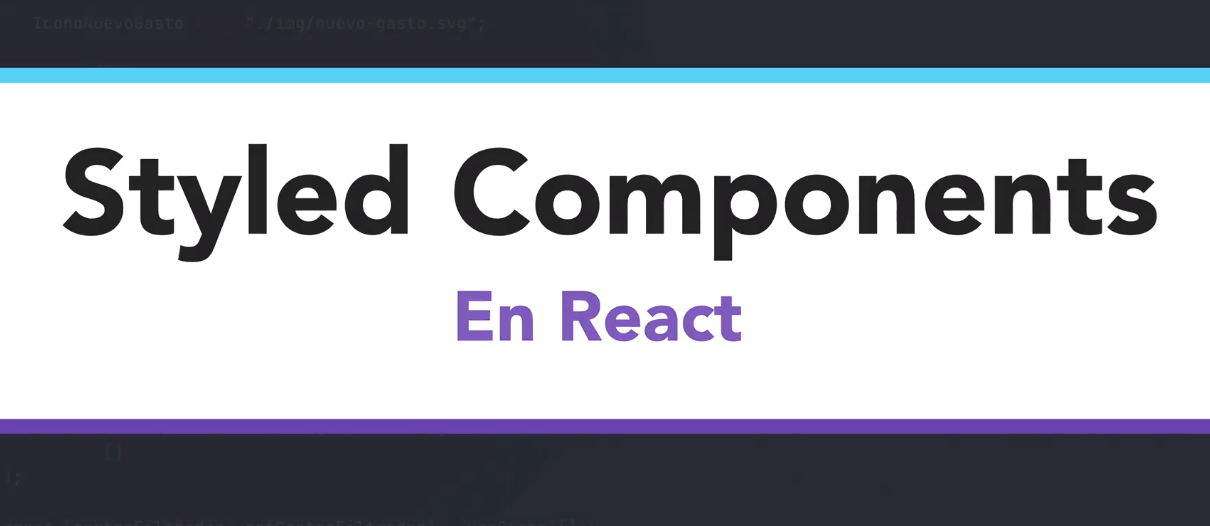 IconoNuevoGasto "./img/nuevo-gasto.svg";
Styled Components
En React
[]
);